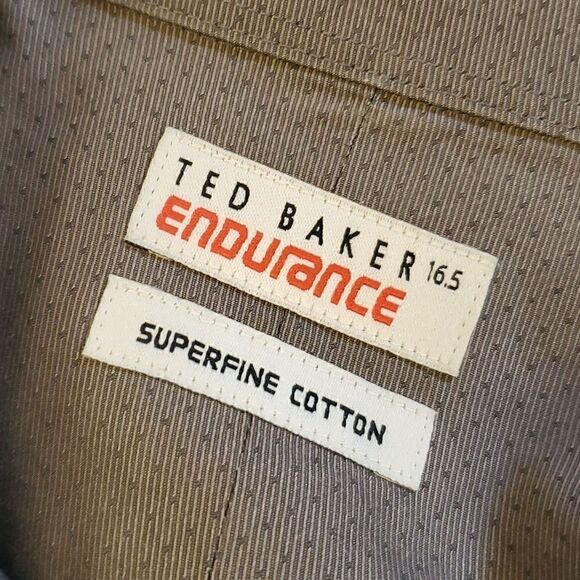 TED BAKER 16.5
ENDURANCE
SUPERFINE COTTON